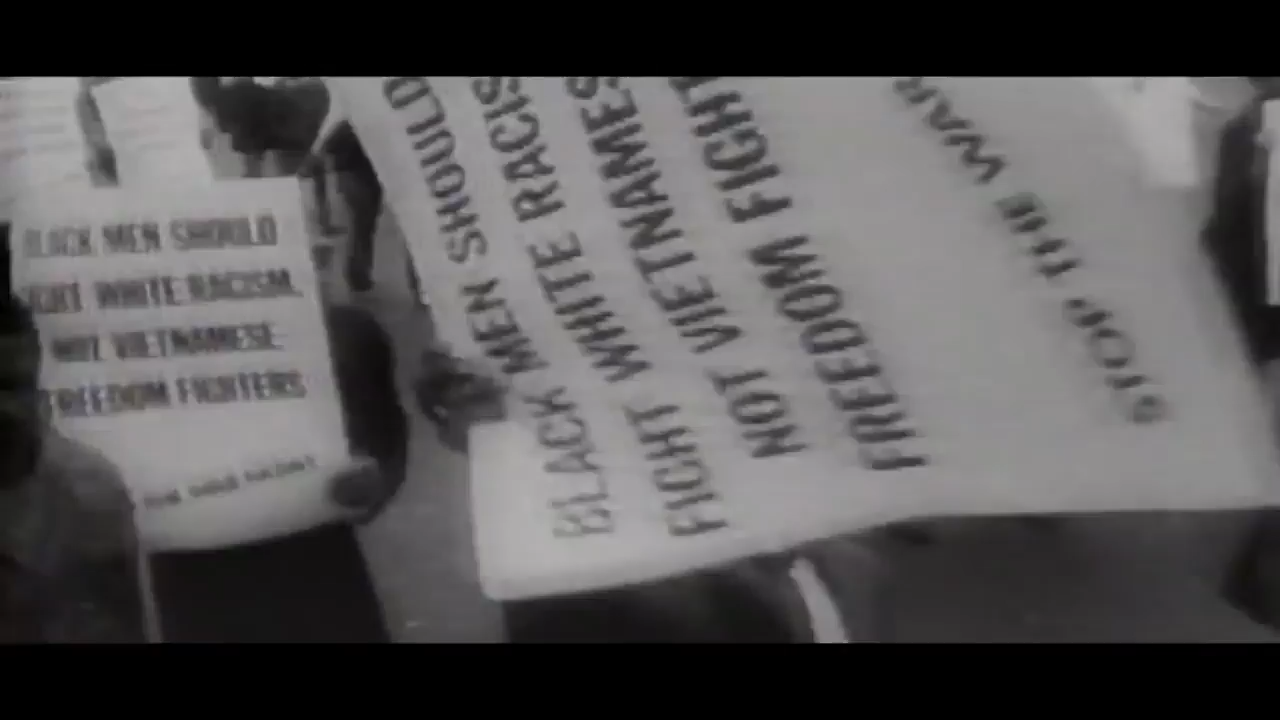 BLACK MEN SHOULD
FIGHT WHITE RACISM,
NOT VIETNAMESE
FREEDOM FIGHTERS
BLACK MEN SHOULD
FIGHT WHITE RACIS
NOT VIETNAMES
FREEDOM FIGHT
STOP THE WAR